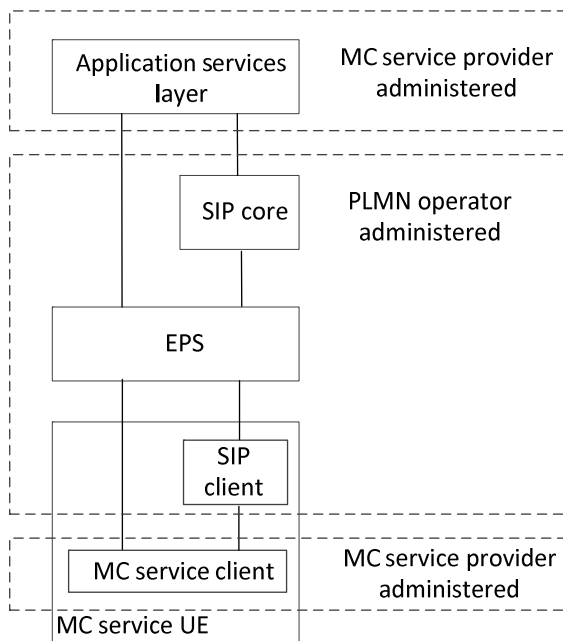 Application services
layer
MC service provider
administered
SIP core
PLMN operator
administered
EPS
SIP
client
MC service client
MC service provider
administered
MC service UE